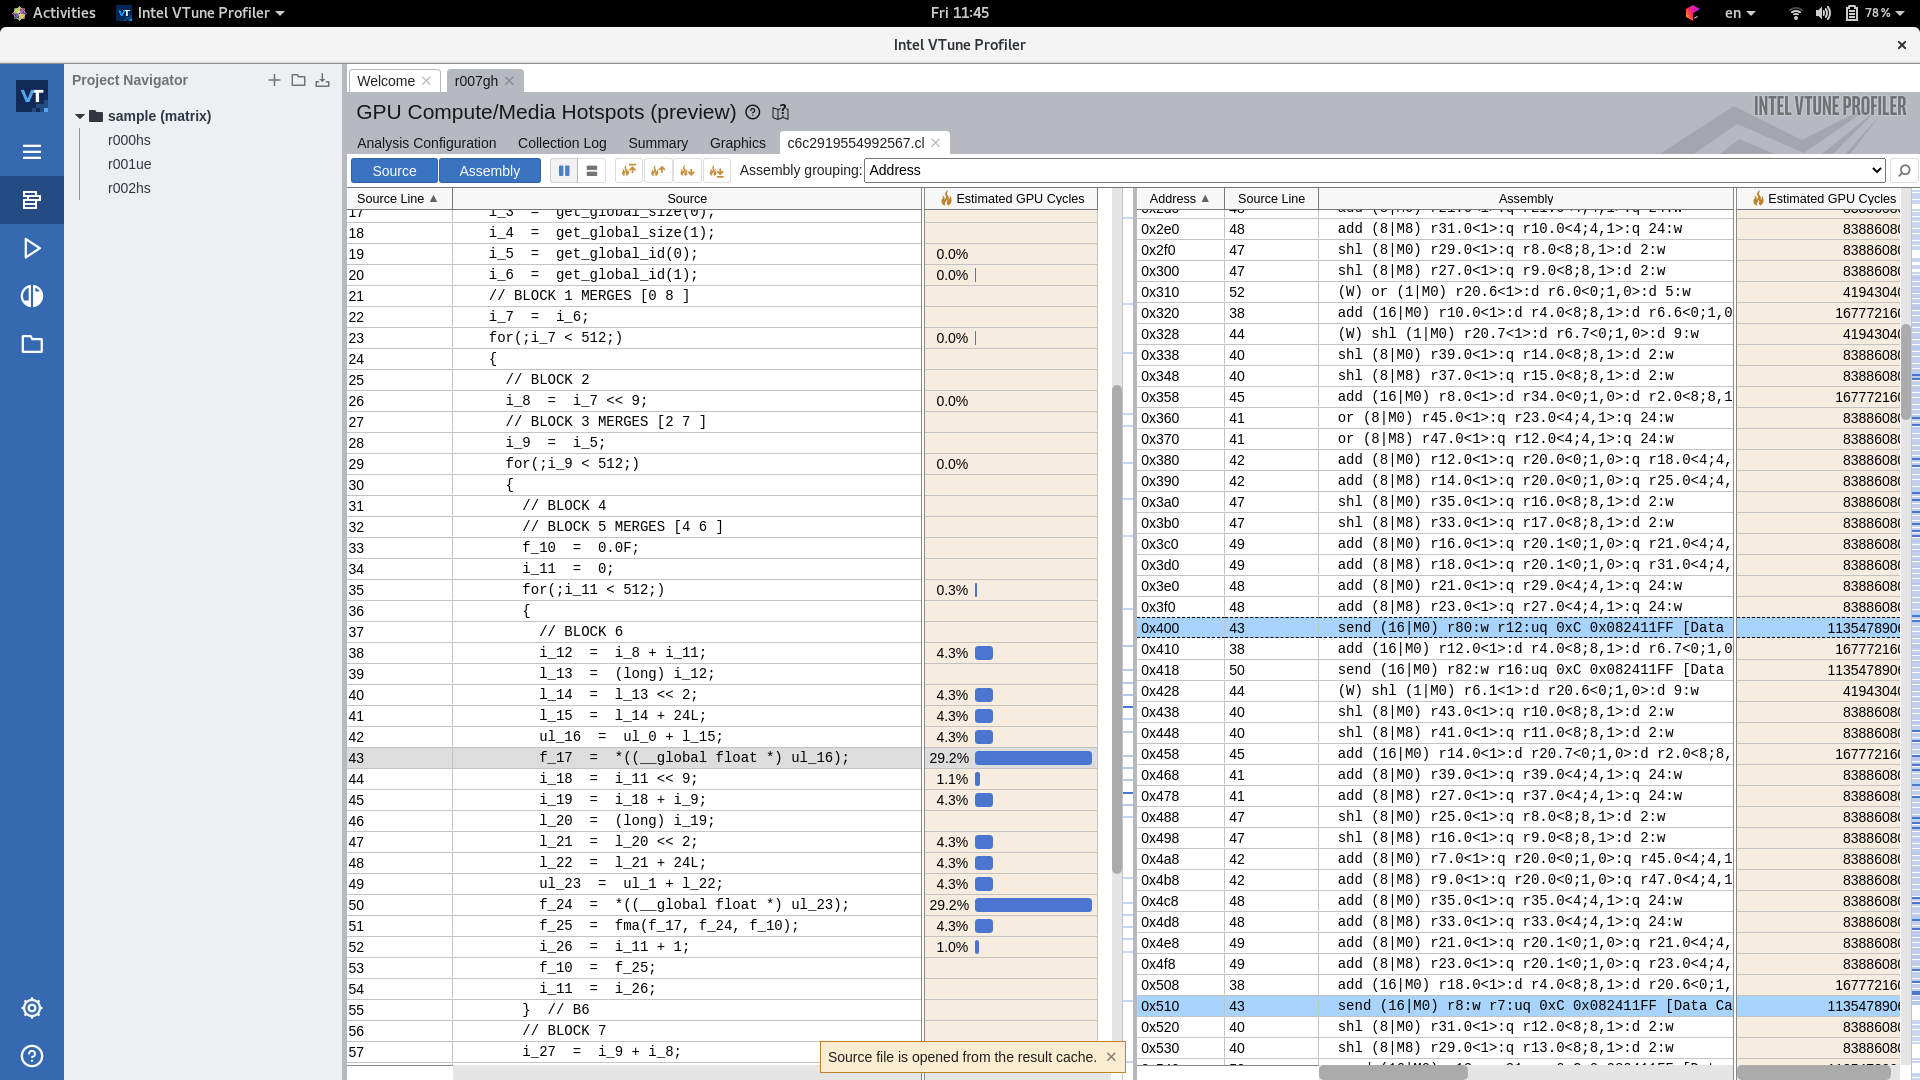 Activities
Intel VTune Profiler
Fri 11:45
en
78%
Intel VTune Profiler
VT
Project Navigator
sample (matrix)
r000hs
r001ue
r002hs
Welcome
r007gh
GPU Compute/Media Hotspots (preview)
INTEL VTUNE PROFILER
Analysis Configuration
Collection Log
Summary
Graphics
c6c2919554992567.cl
Source
Assembly
Assembly grouping:
Address
Source Line
Source
Estimated GPU Cycles
17 i_3 = get_global_size(0);
18 i_4 = get_global_size(1);
19 i_5 = get_global_id(0); 0.0%
20 i_6 = get_global_id(1); 0.0%
21 // BLOCK 1 MERGES [0 8 ]
22 i_7 = i_6;
23 for(;i_7 < 512;) 0.0%
24 {
25 // BLOCK 2
26 i_8 = i_7 << 9; 0.0%
27 // BLOCK 3 MERGES [2 7 ]
28 i_9 = i_5;
29 for(;i_9 < 512;) 0.0%
30 {
31 // BLOCK 4
32 // BLOCK 5 MERGES [4 6 ]
33 f_10 = 0.0F;
34 i_11 = 0;
35 for(;i_11 < 512;) 0.3%
36 {
37 // BLOCK 6
38 i_12 = i_8 + i_11; 4.3%
39 l_13 = (long) i_12;
40 l_14 = l_13 << 2; 4.3%
41 l_15 = l_14 + 24L; 4.3%
42 ul_16 = ul_0 + l_15; 4.3%
43 f_17 = *((__global float *) ul_16); 29.2%
44 i_18 = i_11 << 9; 1.1%
45 i_19 = i_18 + i_9; 4.3%
46 l_20 = (long) i_19;
47 l_21 = l_20 << 2; 4.3%
48 l_22 = l_21 + 24L; 4.3%
49 ul_23 = ul_1 + l_22; 4.3%
50 f_24 = *((__global float *) ul_23); 29.2%
51 f_25 = fma(f_17, f_24, f_10); 4.3%
52 i_26 = i_11 + 1; 1.0%
53 f_10 = f_25;
54 i_11 = i_26;
55 } // B6
56 // BLOCK 7
57 i_27 = i_9 + i_8;
Source file is opened from the result cache.
Address
Source Line
Assembly
Estimated GPU Cycles
0x2e0 48 add (8|M8) r31.0<1>:q r10.0<4;4,1>:q 24:w 8388608
0x2f0 47 shl (8|M0) r29.0<1>:q r8.0<8;8,1>:d 2:w 8388608
0x300 47 shl (8|M8) r27.0<1>:q r9.0<8;8,1>:d 2:w 8388608
0x310 52 (W) or (1|M0) r20.6<1>:d r6.0<0;1,0>:d 5:w 4194304
0x320 38 add (16|M0) r10.0<1>:d r4.0<8;8,1>:d r6.6<0;1,0 16777216
0x328 44 (W) shl (1|M0) r20.7<1>:d r6.7<0;1,0>:d 9:w 4194304
0x338 40 shl (8|M0) r39.0<1>:q r14.0<8;8,1>:d 2:w 8388608
0x348 40 shl (8|M8) r37.0<1>:q r15.0<8;8,1>:d 2:w 8388608
0x358 45 add (16|M0) r8.0<1>:d r34.0<0;1,0>:d r2.0<8;8,1 16777216
0x360 41 or (8|M0) r45.0<1>:q r23.0<4;4,1>:q 24:w 8388608
0x370 41 or (8|M8) r47.0<1>:q r12.0<4;4,1>:q 24:w 8388608
0x380 42 add (8|M0) r12.0<1>:q r20.0<0;1,0>:q r18.0<4;4, 8388608
0x390 42 add (8|M8) r14.0<1>:q r20.0<0;1,0>:q r25.0<4;4, 8388608
0x3a0 47 shl (8|M0) r35.0<1>:q r16.0<8;8,1>:d 2:w 8388608
0x3b0 47 shl (8|M8) r33.0<1>:q r17.0<8;8,1>:d 2:w 8388608
0x3c0 49 add (8|M0) r16.0<1>:q r20.1<0;1,0>:q r21.0<4;4, 8388608
0x3d0 49 add (8|M8) r18.0<1>:q r20.1<0;1,0>:q r31.0<4;4, 8388608
0x3e0 48 add (8|M0) r21.0<1>:q r29.0<4;4,1>:q 24:w 8388608
0x3f0 48 add (8|M8) r23.0<1>:q r27.0<4;4,1>:q 24:w 8388608
0x400 43 send (16|M0) r80:w r12:uq 0xC 0x082411FF [Data 113547890
0x410 38 add (16|M0) r12.0<1>:d r4.0<8;8,1>:d r6.7<0;1,0 16777216
0x418 50 send (16|M0) r82:w r16:uq 0xC 0x082411FF [Data 113547890
0x428 44 (W) shl (1|M0) r6.1<1>:d r20.6<0;1,0>:d 9:w 4194304
0x438 40 shl (8|M0) r43.0<1>:q r10.0<8;8,1>:d 2:w 8388608
0x448 40 shl (8|M8) r41.0<1>:q r11.0<8;8,1>:d 2:w 8388608
0x458 45 add (16|M0) r14.0<1>:d r20.7<0;1,0>:d r2.0<8;8, 16777216
0x468 41 add (8|M0) r39.0<1>:q r39.0<4;4,1>:q 24:w 8388608
0x478 41 add (8|M8) r27.0<1>:q r37.0<4;4,1>:q 24:w 8388608
0x488 47 shl (8|M0) r25.0<1>:q r8.0<8;8,1>:d 2:w 8388608
0x498 47 shl (8|M8) r16.0<1>:q r9.0<8;8,1>:d 2:w 8388608
0x4a8 42 add (8|M0) r7.0<1>:q r20.0<0;1,0>:q r45.0<4;4,1 8388608
0x4b8 42 add (8|M8) r9.0<1>:q r20.0<0;1,0>:q r47.0<4;4,1 8388608
0x4c8 48 add (8|M0) r35.0<1>:q r35.0<4;4,1>:q 24:w 8388608
0x4d8 48 add (8|M8) r33.0<1>:q r33.0<4;4,1>:q 24:w 8388608
0x4e8 49 add (8|M0) r21.0<1>:q r20.1<0;1,0>:q r21.0<4;4, 8388608
0x4f8 49 add (8|M8) r23.0<1>:q r20.1<0;1,0>:q r23.0<4;4, 8388608
0x508 38 add (16|M0) r18.0<1>:d r4.0<8;8,1>:d r20.6<0;1, 16777216
0x510 43 send (16|M0) r8:w r7:uq 0xC 0x082411FF [Data Ca 113547890
0x520 40 shl (8|M0) r31.0<1>:q r12.0<8;8,1>:d 2:w 8388608
0x530 40 shl (8|M8) r29.0<1>:q r13.0<8;8,1>:d 2:w 8388608